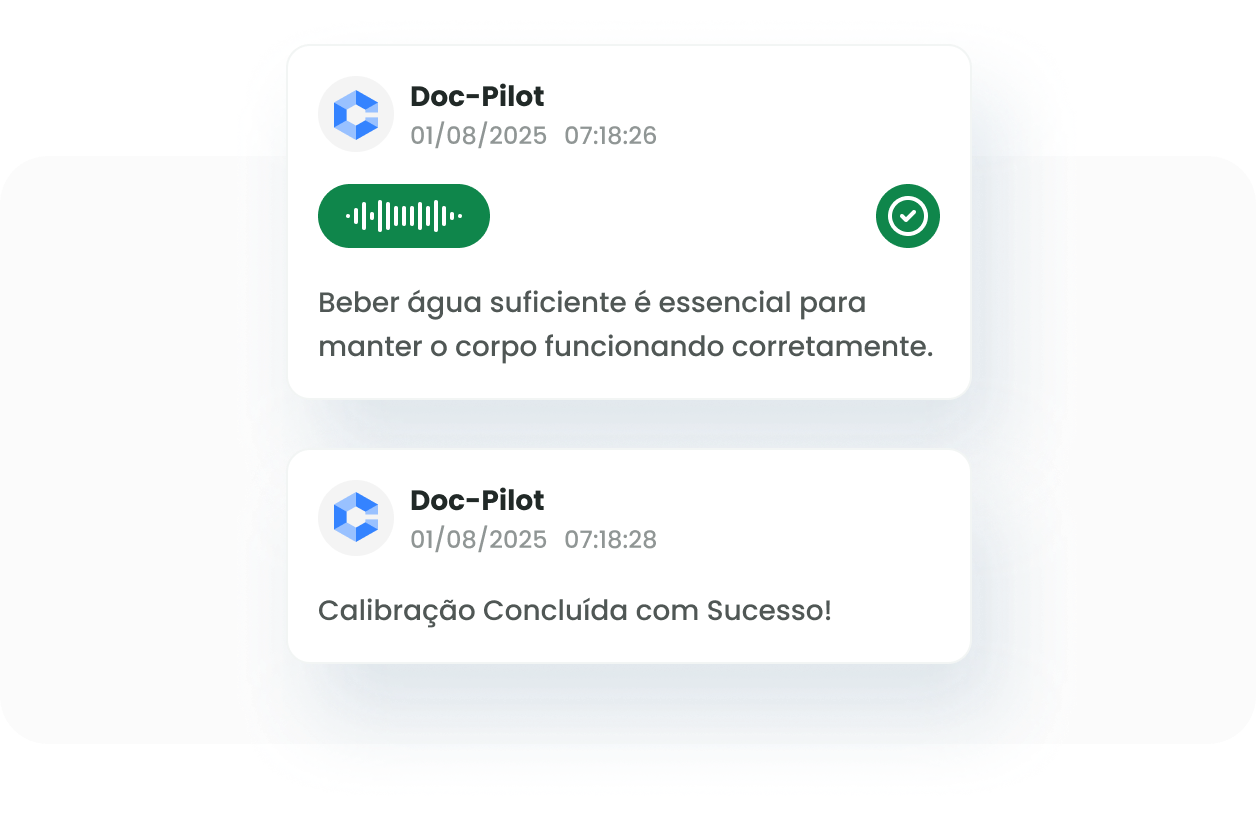 Doc-Pilot
01/08/2025 07:18:26
Beber água suficiente é essencial para
manter o corpo funcionando corretamente.
Doc-Pilot
01/08/2025 07:18:28
Calibração Concluída com Sucesso!